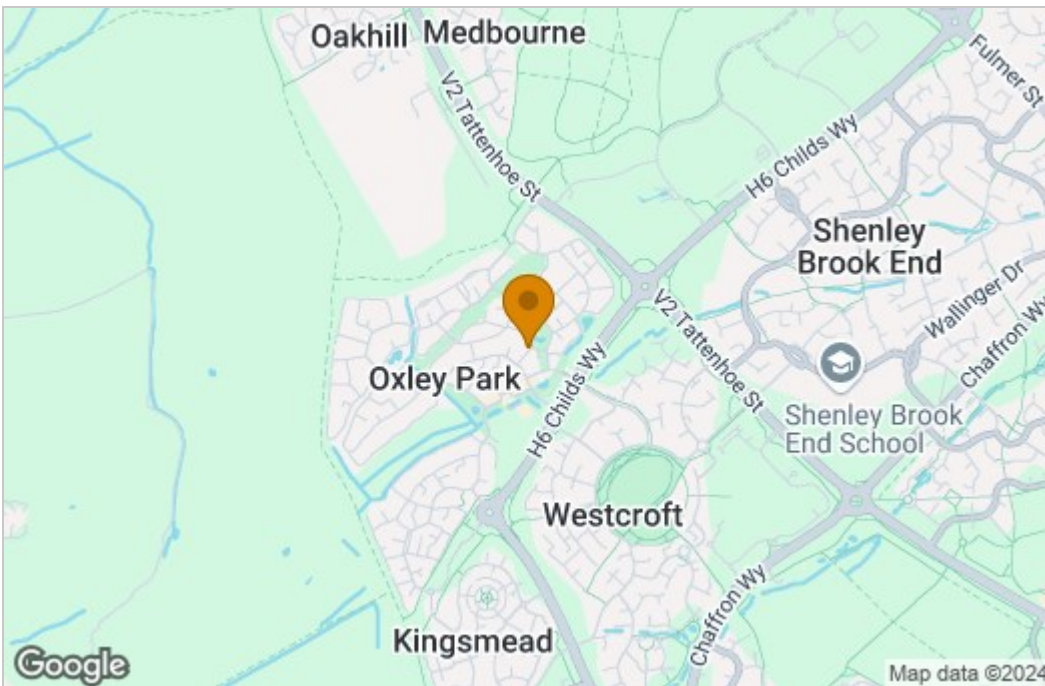 Oakhill
Medbourne
Fulmer St
V2 Tattenhoe St
H6 Childs Wy
Shenley
Brook End
Wallinger Dr
Chaffron Wy
V2 Tattenhoe St
Oxley Park
H6 Childs Wy
Shenley Brook
End School
Westcroft
Chaffron Wy
Kingsmead
Google
Map data ©2024